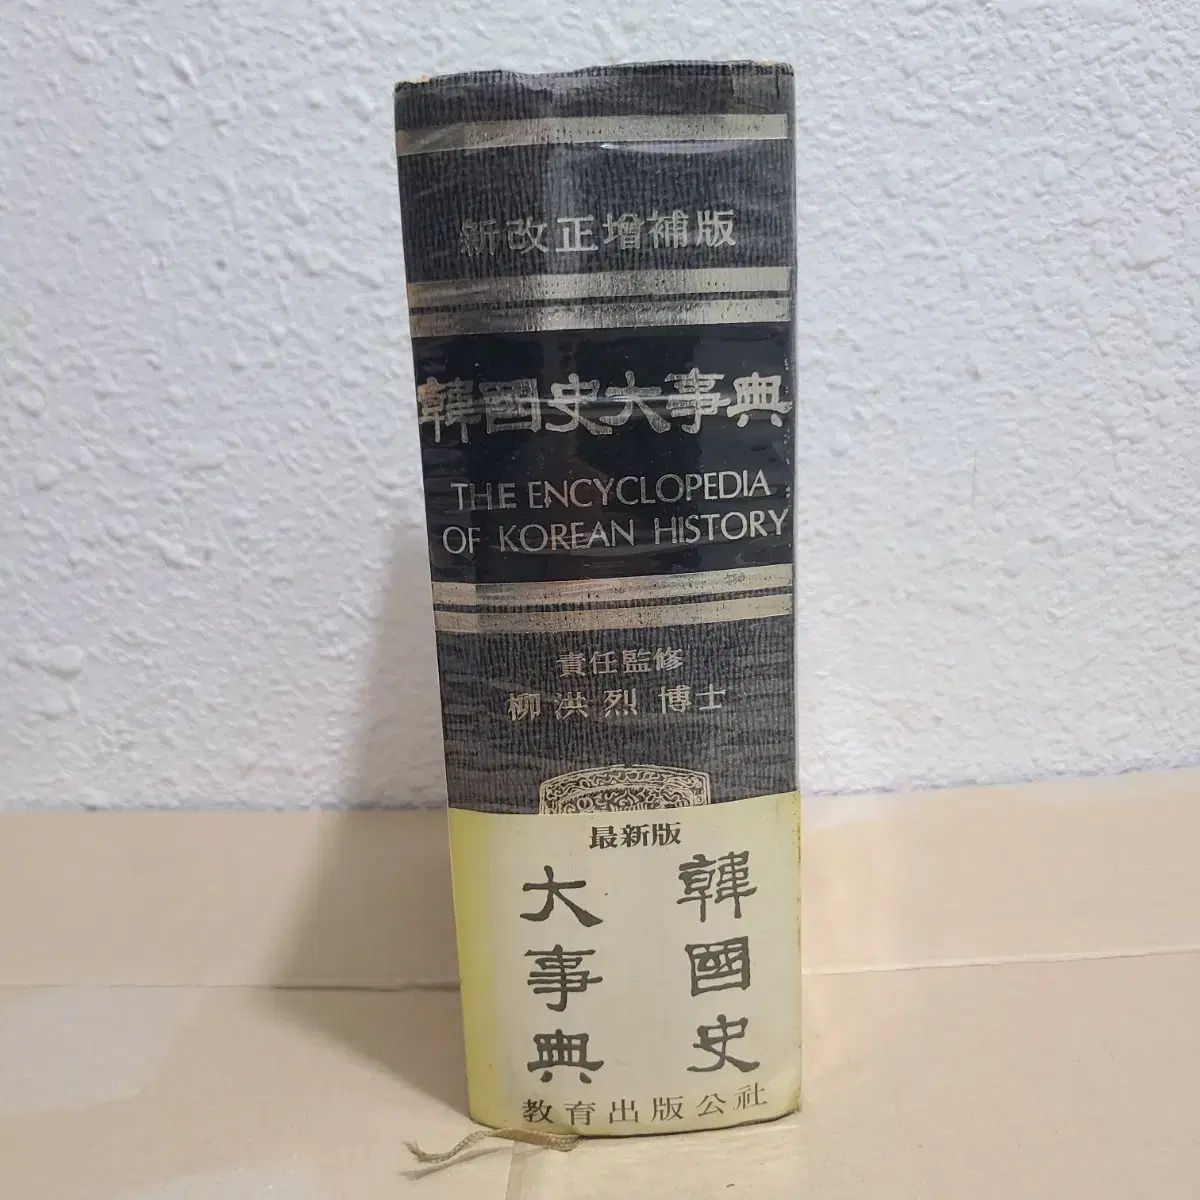 新改正增補版
韓國史大事典
THE ENCYCLOPEDIA
OF KOREAN HISTORY
責任監修
柳洪烈 博士
最新版
韓國史
大事典
教育出版公社